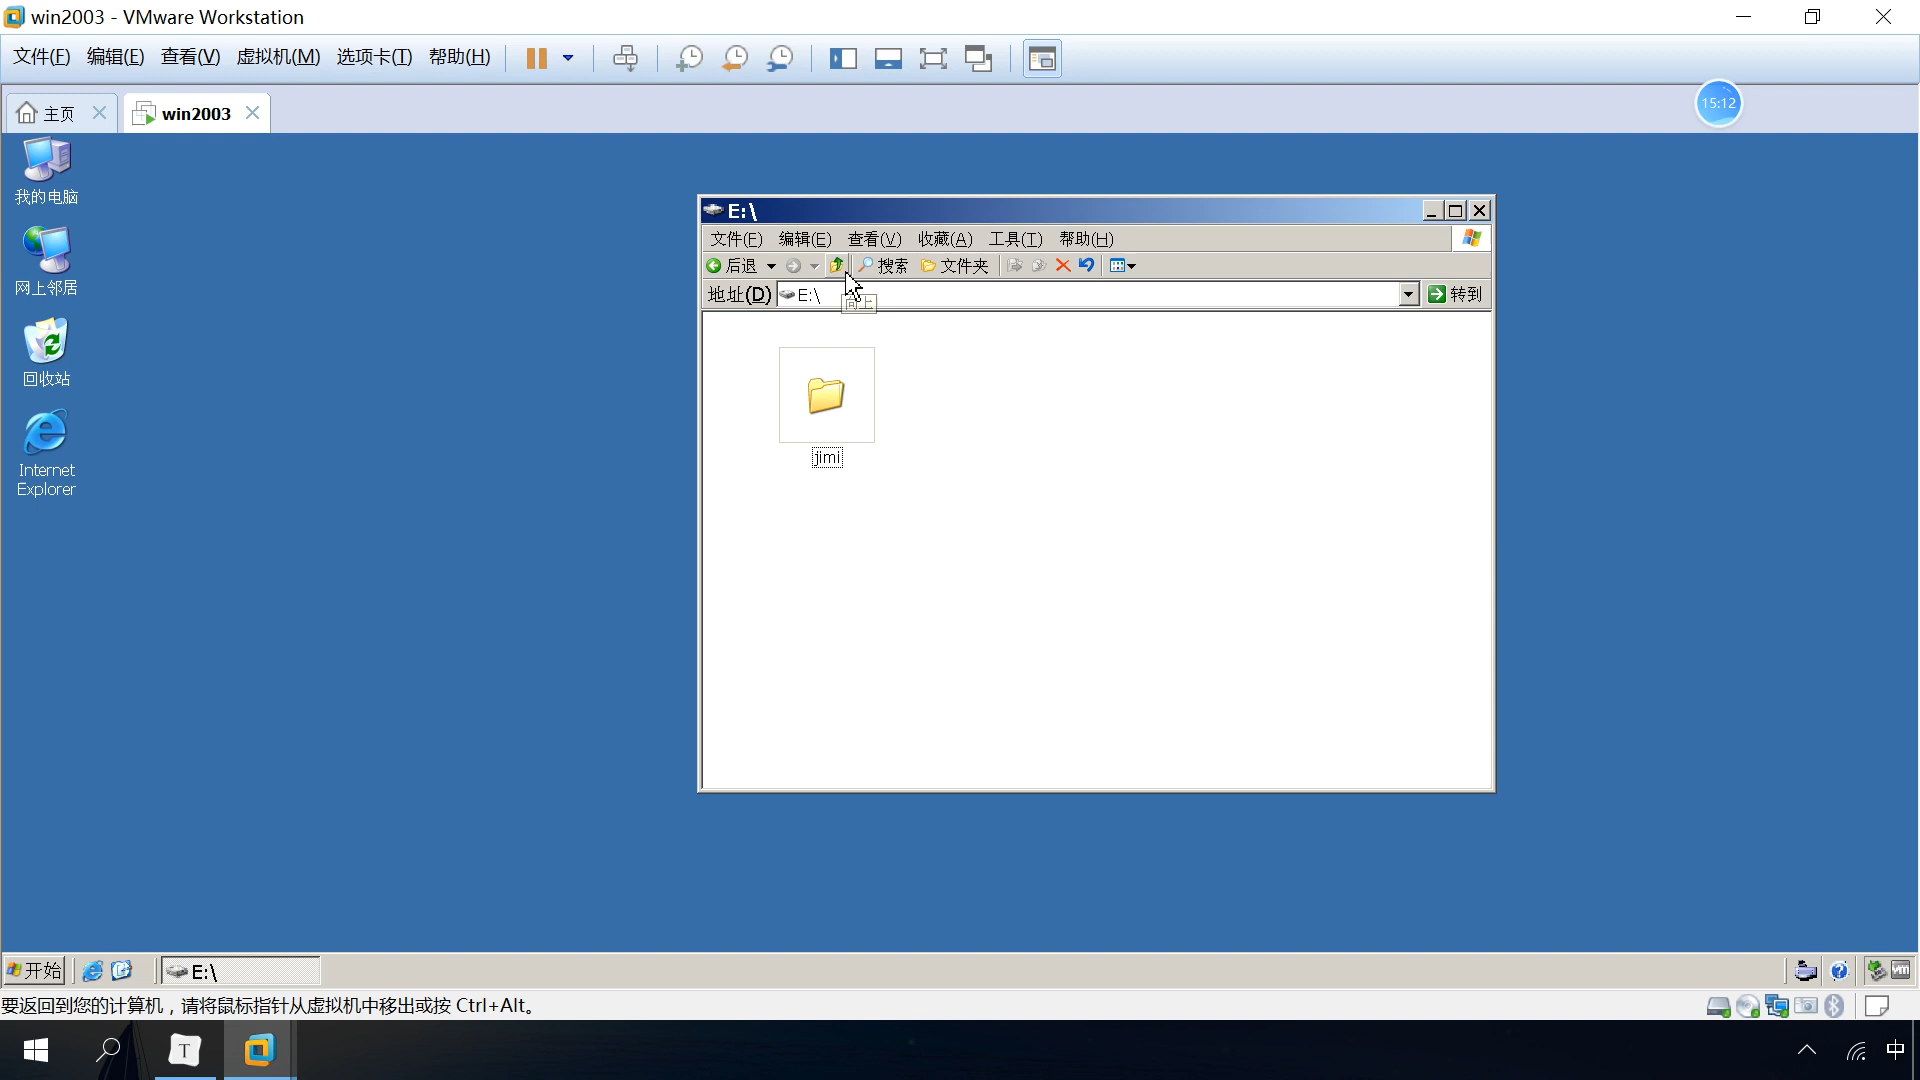 win2003 - VMware Workstation
文件(F) 编辑(E) 查看(V) 虚拟机(M) 选项卡(T) 帮助(H)
主页 win2003
15:12
我的电脑
网上邻居
回收站
Internet
Explorer
E:\
文件(F) 编辑(E) 查看(V) 收藏(A) 工具(T) 帮助(H)
后退 搜索 文件夹
地址(D) E:\ 转到
向上
jimi
开始 E:\
vm
要返回到您的计算机，请将鼠标指针从虚拟机中移出或按 Ctrl+Alt。
T 中